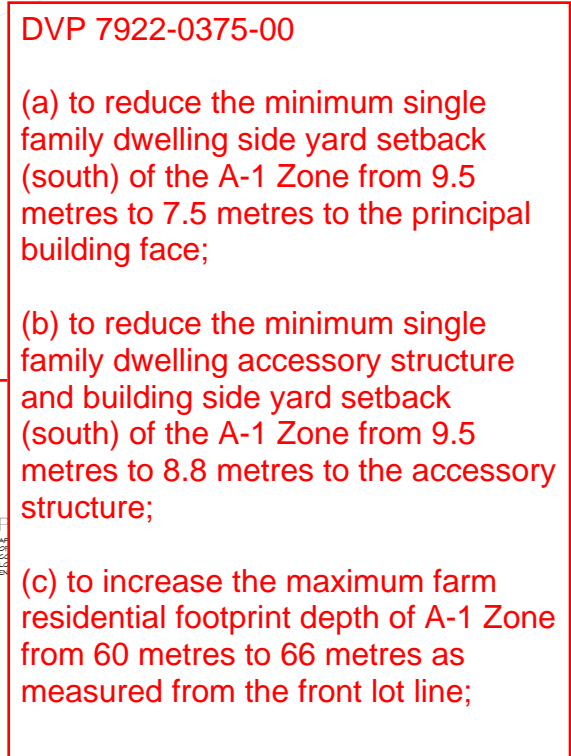 DVP 7922-0375-00
(a) to reduce the minimum single
family dwelling side yard setback
(south) of the A-1 Zone from 9.5
metres to 7.5 metres to the principal
building face;
(b) to reduce the minimum single
family dwelling accessory structure
and building side yard setback
(south) of the A-1 Zone from 9.5
metres to 8.8 metres to the accessory
structure;
(c) to increase the maximum farm
residential footprint depth of A-1 Zone
from 60 metres to 66 metres as
measured from the front lot line;